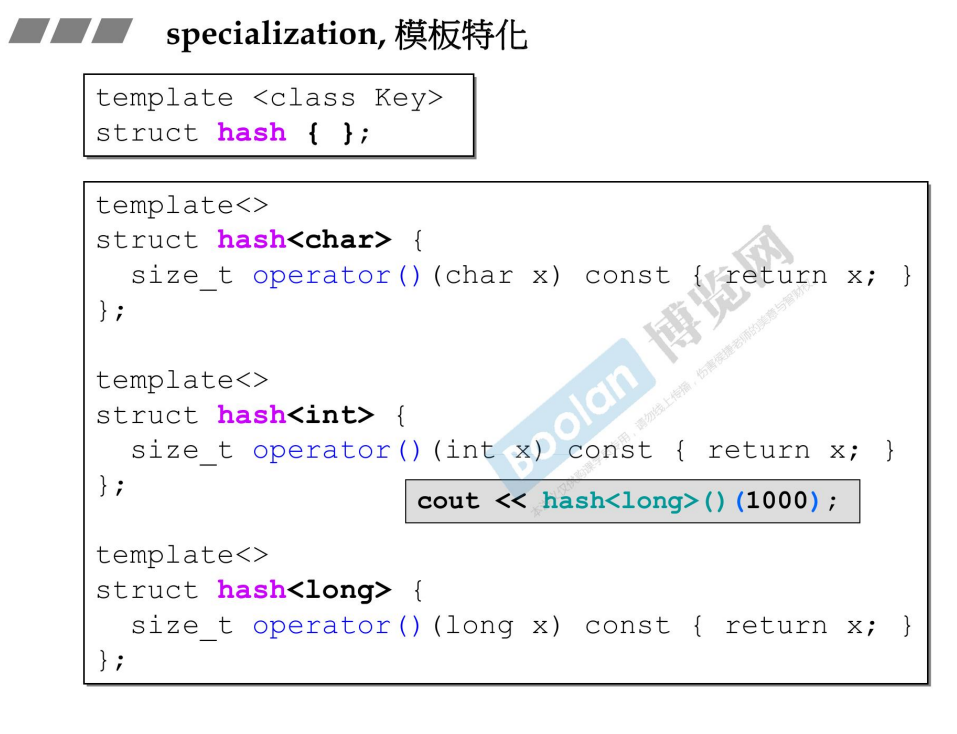 specialization, 模板特化
template <class Key>
struct hash { };
template<>
struct hash<char> {
  size_t operator()(char x) const { return x; }
};
template<>
struct hash<int> {
  size_t operator()(int x) const { return x; }
};
cout << hash<long>()(1000);
template<>
struct hash<long> {
  size_t operator()(long x) const { return x; }
};
Boolan 博览网